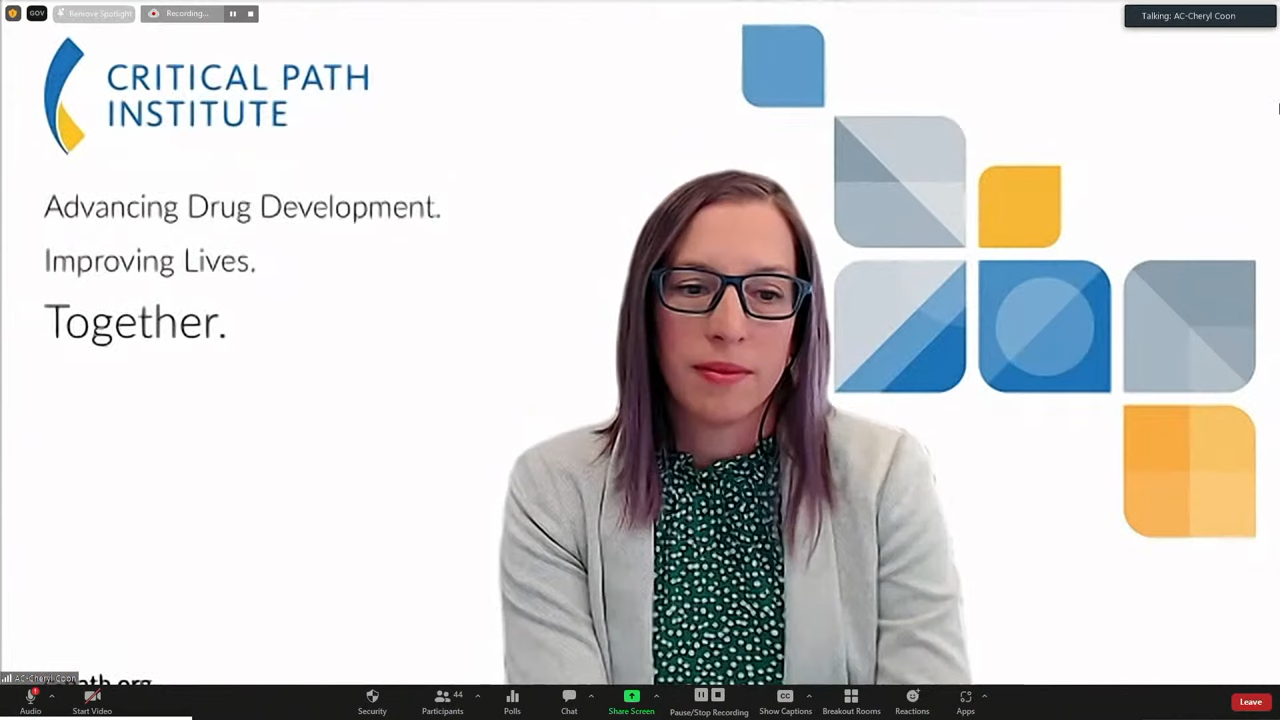 GOV
Remove Spotlight
Recording...
Talking: AC-Cheryl Coon
CRITICAL PATH
INSTITUTE
Advancing Drug Development.
Improving Lives.
Together.
AC-Cheryl Coon
Audio
Start Video
Security
44
Participants
Polls
Chat
Share Screen
Pause/Stop Recording
CC
Show Captions
Breakout Rooms
Reactions
Apps
Leave